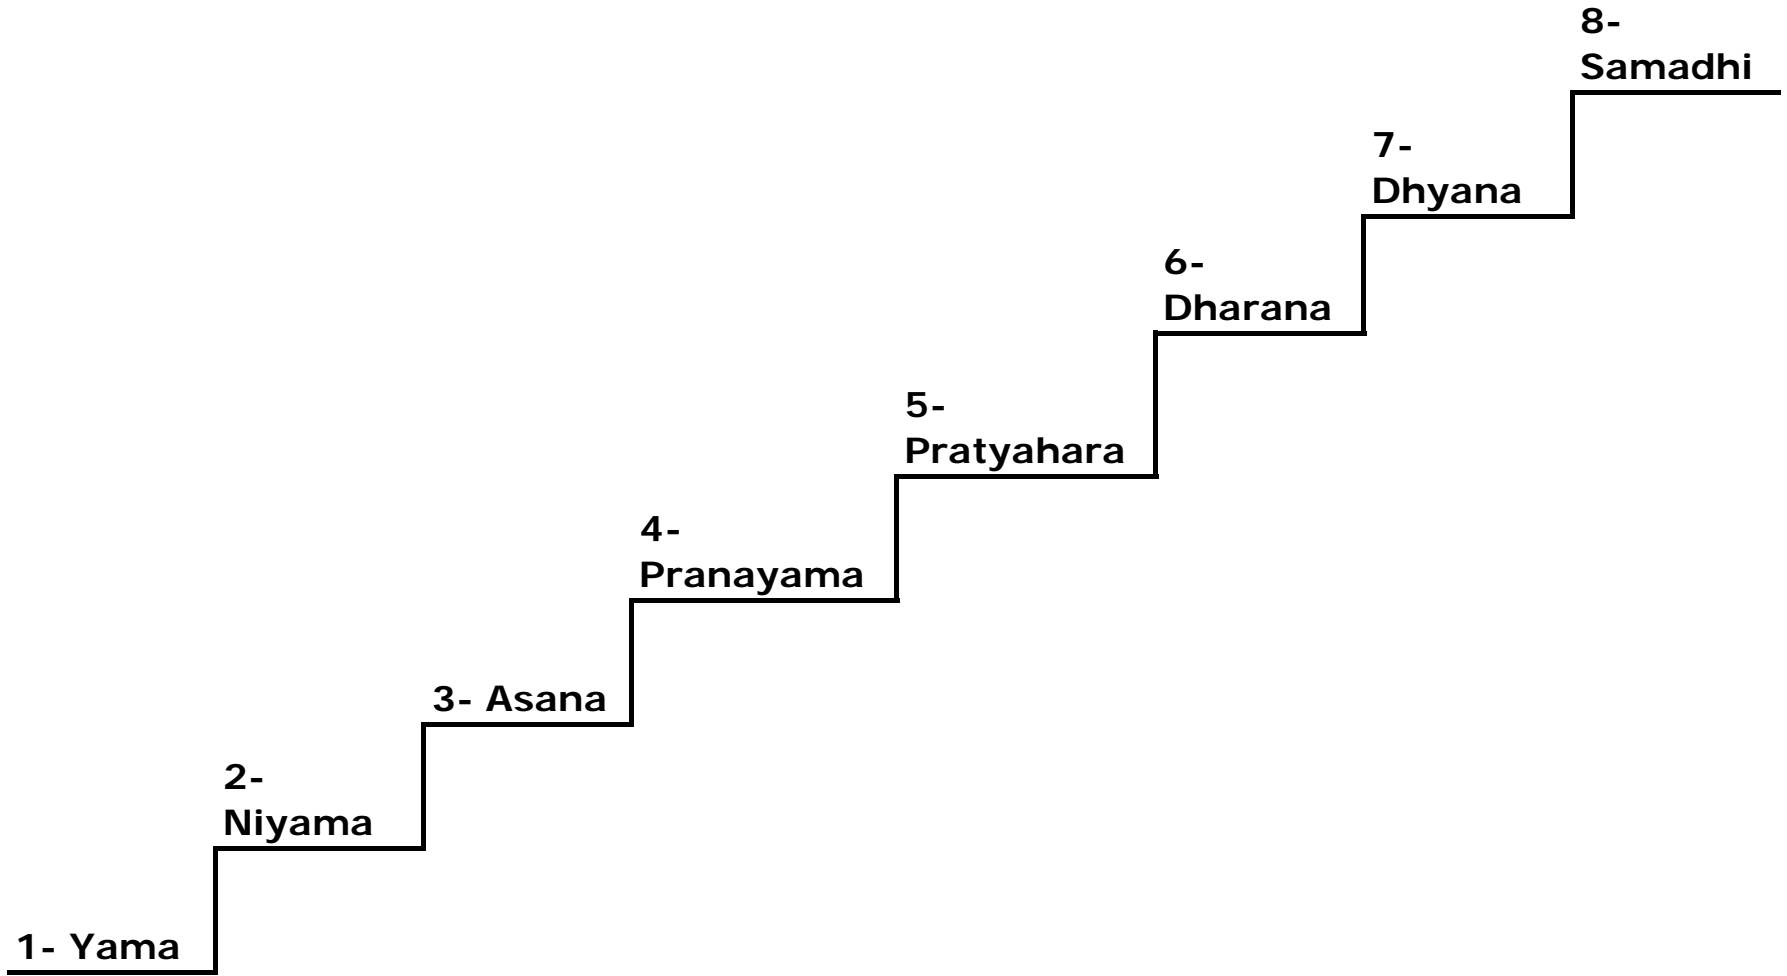 8-
Samadhi
7-
Dhyana
6-
Dharana
5-
Pratyahara
4-
Pranayama
3- Asana
2-
Niyama
1- Yama